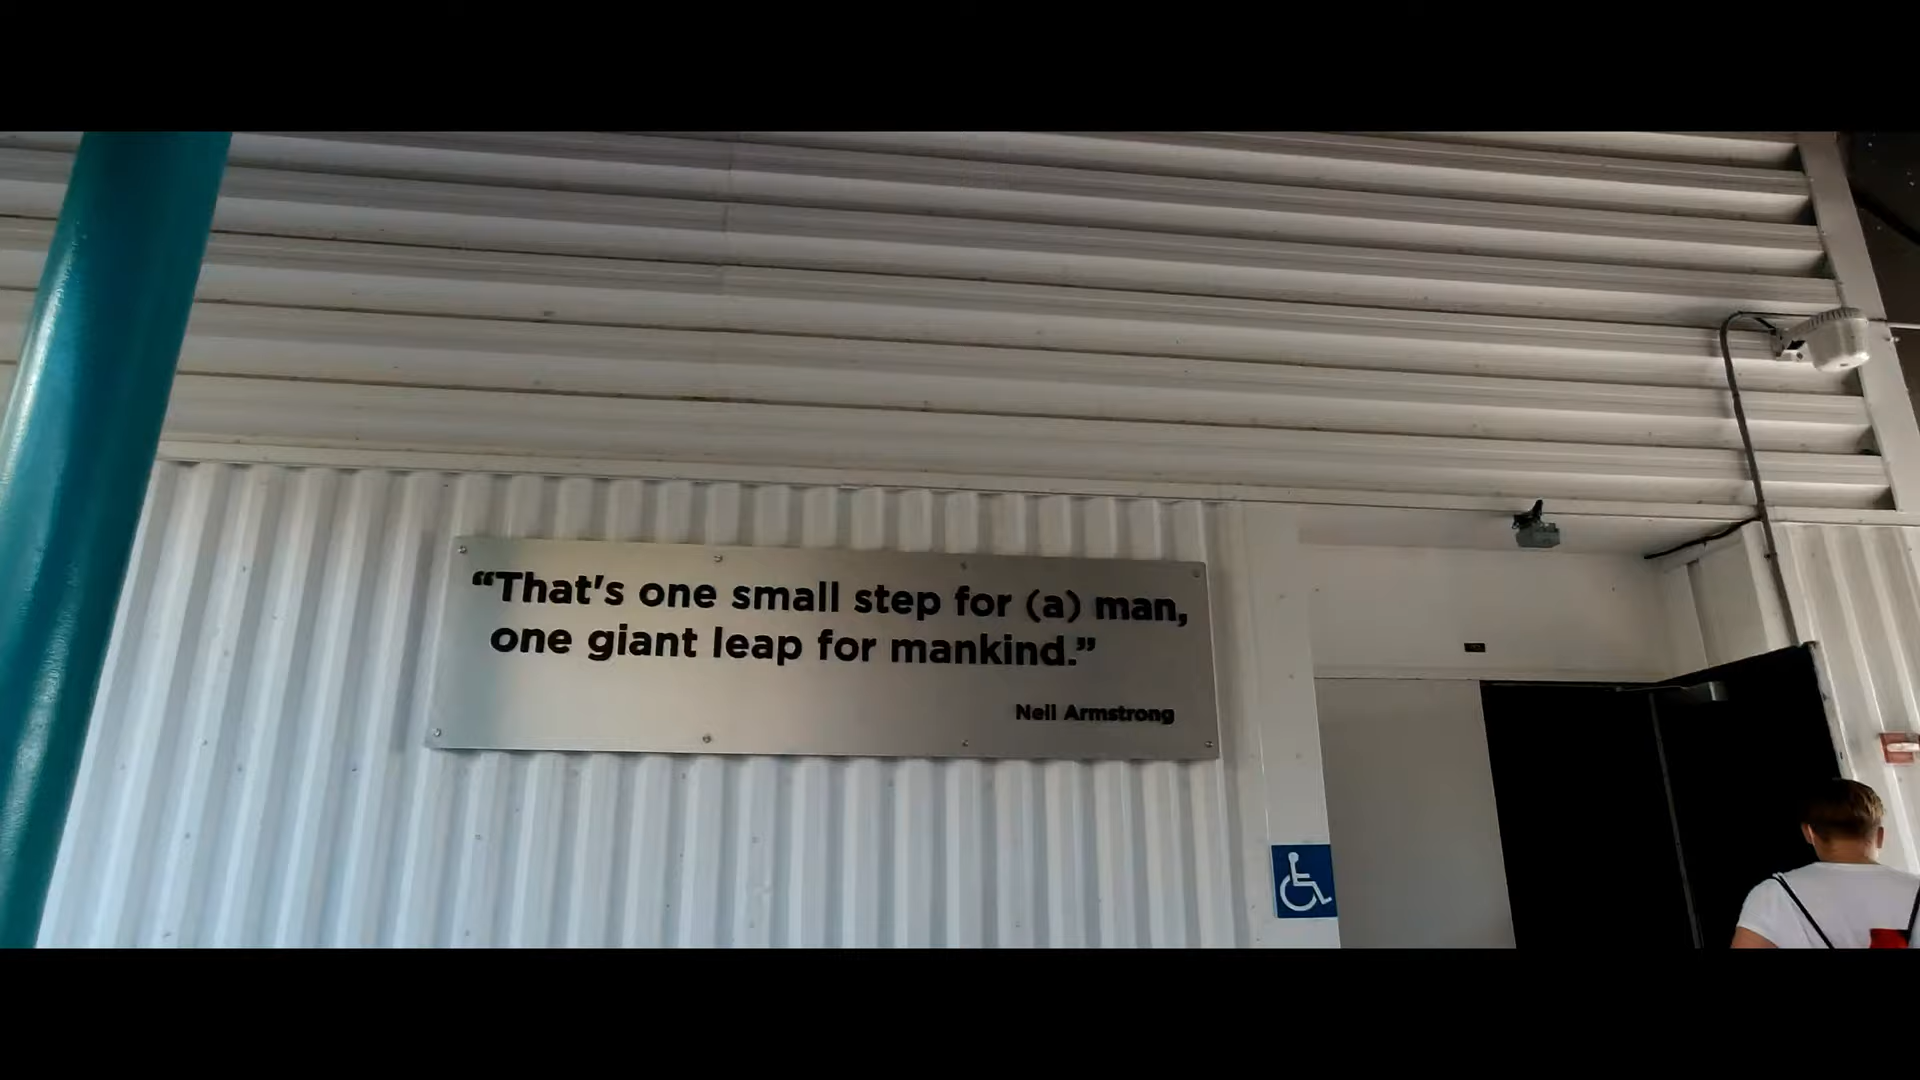 “That's one small step for (a) man,
one giant leap for mankind.”
Neil Armstrong